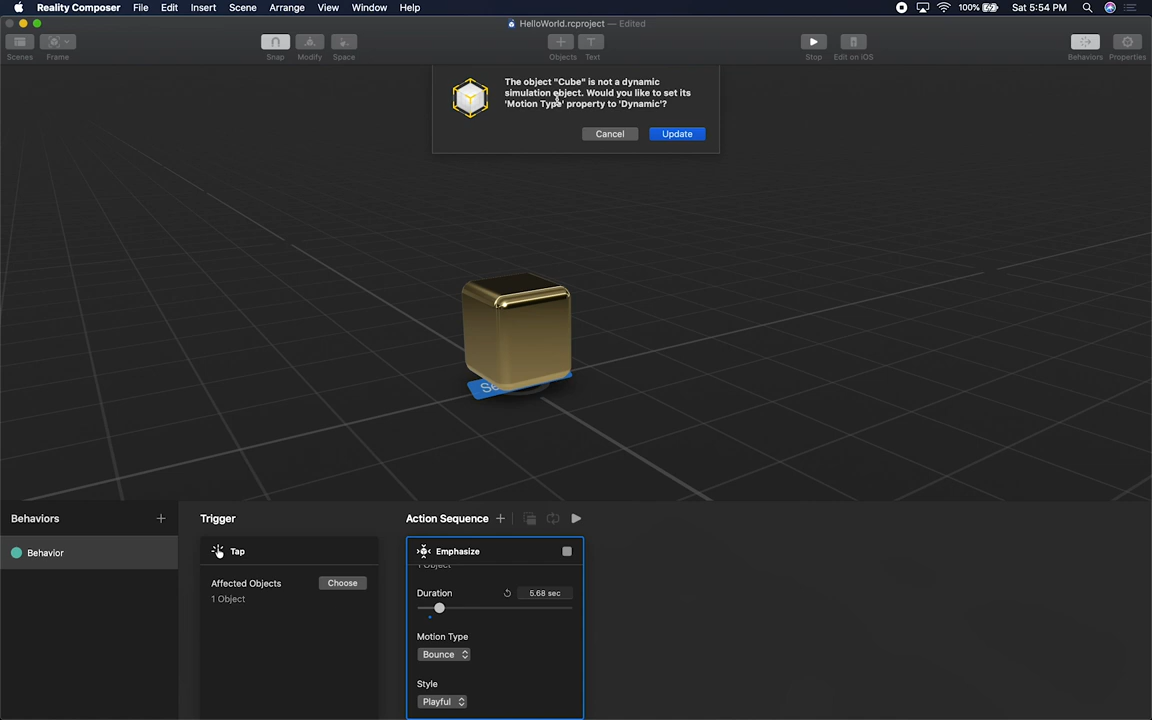 Reality Composer File Edit Insert Scene Arrange View Window Help 100% Sat 5:54 PM
HelloWorld.rcproject — Edited
Scenes Frame Snap Modify Space Objects Text Stop Edit on iOS Behaviors Properties
The object "Cube" is not a dynamic
simulation object. Would you like to set its
'Motion Type' property to 'Dynamic'?
Cancel Update
Behaviors Trigger Action Sequence
Behavior Tap Emphasize
1 Object
Affected Objects Choose
1 Object
Duration 5.68 sec
Motion Type
Bounce
Style
Playful